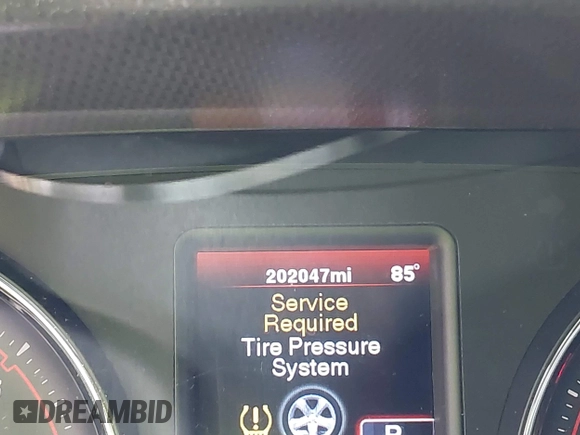 202047mi 85°
Service
Required
Tire Pressure
System
DREAMBID